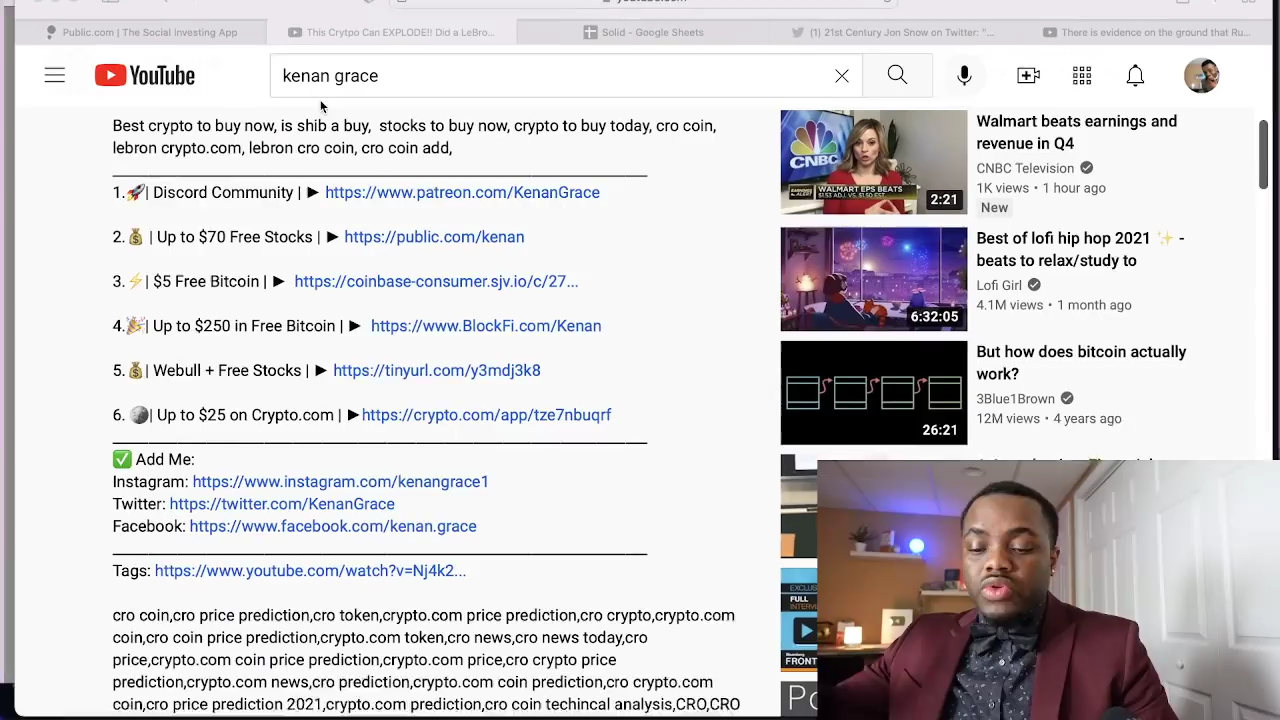 Public.com | The Social Investing App
This Crytpo Can EXPLODE!! Did a LeBro...
Solid - Google Sheets
(1) 21st Century Jon Snow on Twitter: "...
There is evidence on the ground that Ru...
YouTube
kenan grace
Best crypto to buy now, is shib a buy, stocks to buy now, crypto to buy today, cro coin,
lebron crypto.com, lebron cro coin, cro coin add,
1.🚀| Discord Community | ► https://www.patreon.com/KenanGrace
2.💰 | Up to $70 Free Stocks | ► https://public.com/kenan
3.⚡| $5 Free Bitcoin | ► https://coinbase-consumer.sjv.io/c/27...
4.🎉| Up to $250 in Free Bitcoin | ► https://www.BlockFi.com/Kenan
5.💰| Webull + Free Stocks | ► https://tinyurl.com/y3mdj3k8
6. 🌕| Up to $25 on Crypto.com | ►https://crypto.com/app/tze7nbuqrf
✅ Add Me:
Instagram: https://www.instagram.com/kenangrace1
Twitter: https://twitter.com/KenanGrace
Facebook: https://www.facebook.com/kenan.grace
Tags: https://www.youtube.com/watch?v=Nj4k2...
cro coin,cro price prediction,cro token,crypto.com price prediction,cro crypto,crypto.com
coin,cro coin price prediction,crypto.com token,cro news,cro news today,cro
price,crypto.com coin price prediction,crypto.com price,cro crypto price
prediction,crypto.com news,cro prediction,crypto.com coin prediction,cro crypto.com
coin,cro price prediction 2021,crypto.com prediction,cro coin techincal analysis,CRO,CRO
CNBC
WALMART EPS BEATS
2:21
Walmart beats earnings and
revenue in Q4
CNBC Television
1K views • 1 hour ago
New
6:32:05
Best of lofi hip hop 2021 ✨ -
beats to relax/study to
Lofi Girl
4.1M views • 1 month ago
26:21
But how does bitcoin actually
work?
3Blue1Brown
12M views • 4 years ago
FULL
FRONT